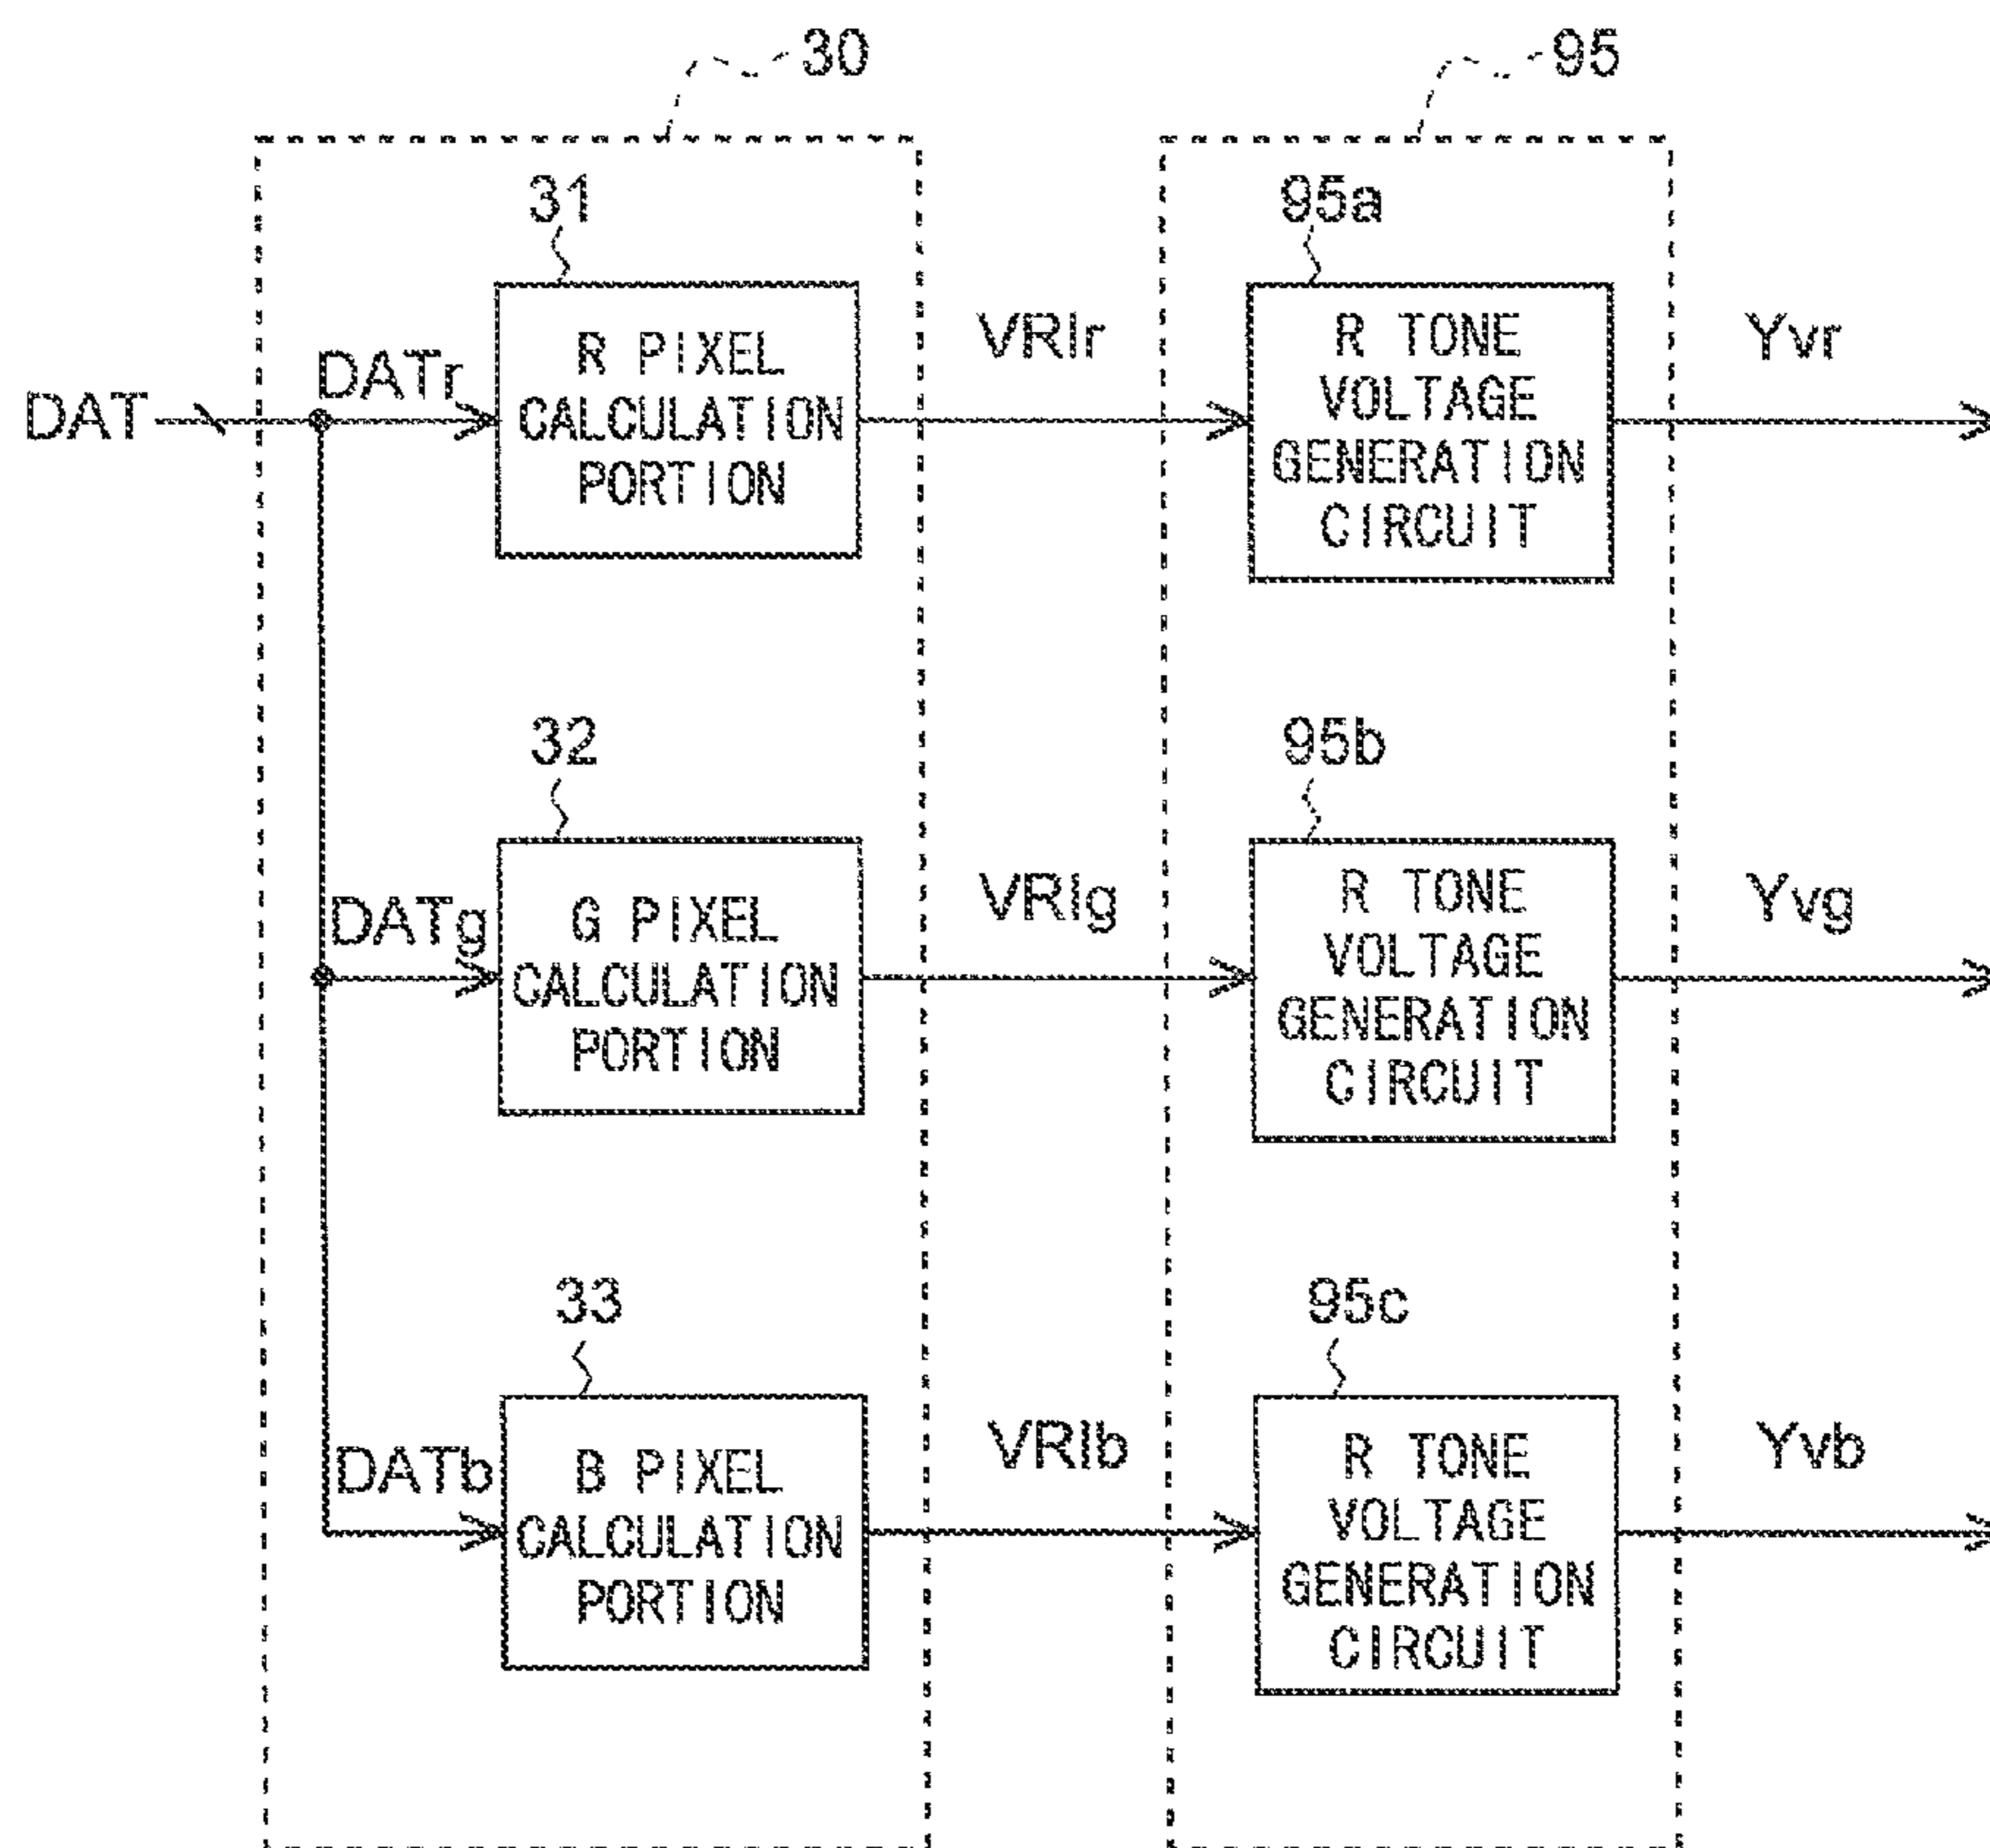 30
95
31
95a
DAT
DATr
R PIXEL
CALCULATION
PORTION
VRIr
R TONE
VOLTAGE
GENERATION
CIRCUIT
Yvr
32
95b
DATg
G PIXEL
CALCULATION
PORTION
VRIg
R TONE
VOLTAGE
GENERATION
CIRCUIT
Yvg
33
95c
DATb
B PIXEL
CALCULATION
PORTION
VRIb
R TONE
VOLTAGE
GENERATION
CIRCUIT
Yvb